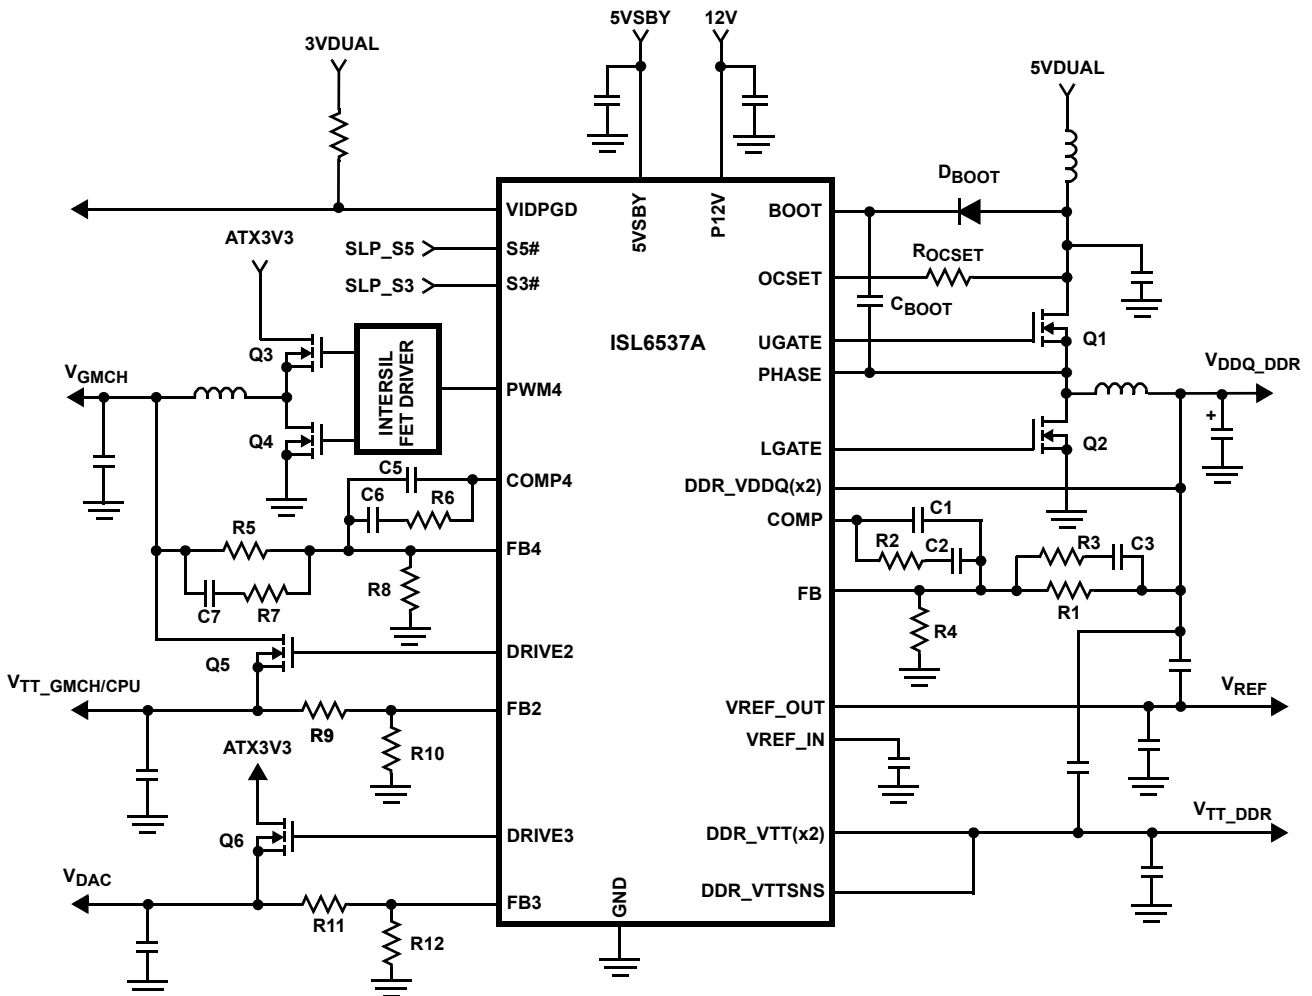 5VSBY
12V
3VDUAL
5VDUAL
DBOOT
VIDPGD
5VSBY
P12V
BOOT
ATX3V3
SLP_S5
S5#
ROCSET
OCSET
SLP_S3
S3#
CBOOT
ISL6537A
Q3
INTERSIL
FET DRIVER
UGATE
Q1
VGMCH
PWM4
PHASE
VDDQ_DDR
+
Q4
LGATE
Q2
C5
COMP4
DDR_VDDQ(x2)
C6
R6
COMP
C1
R5
FB4
R2
C2
R3
C3
C7
R7
R8
FB
R1
R4
Q5
DRIVE2
VTT_GMCH/CPU
FB2
VREF_OUT
VREF
R9
R10
VREF_IN
ATX3V3
Q6
DRIVE3
DDR_VTT(x2)
VTT_DDR
VDAC
FB3
GND
DDR_VTTSNS
R11
R12